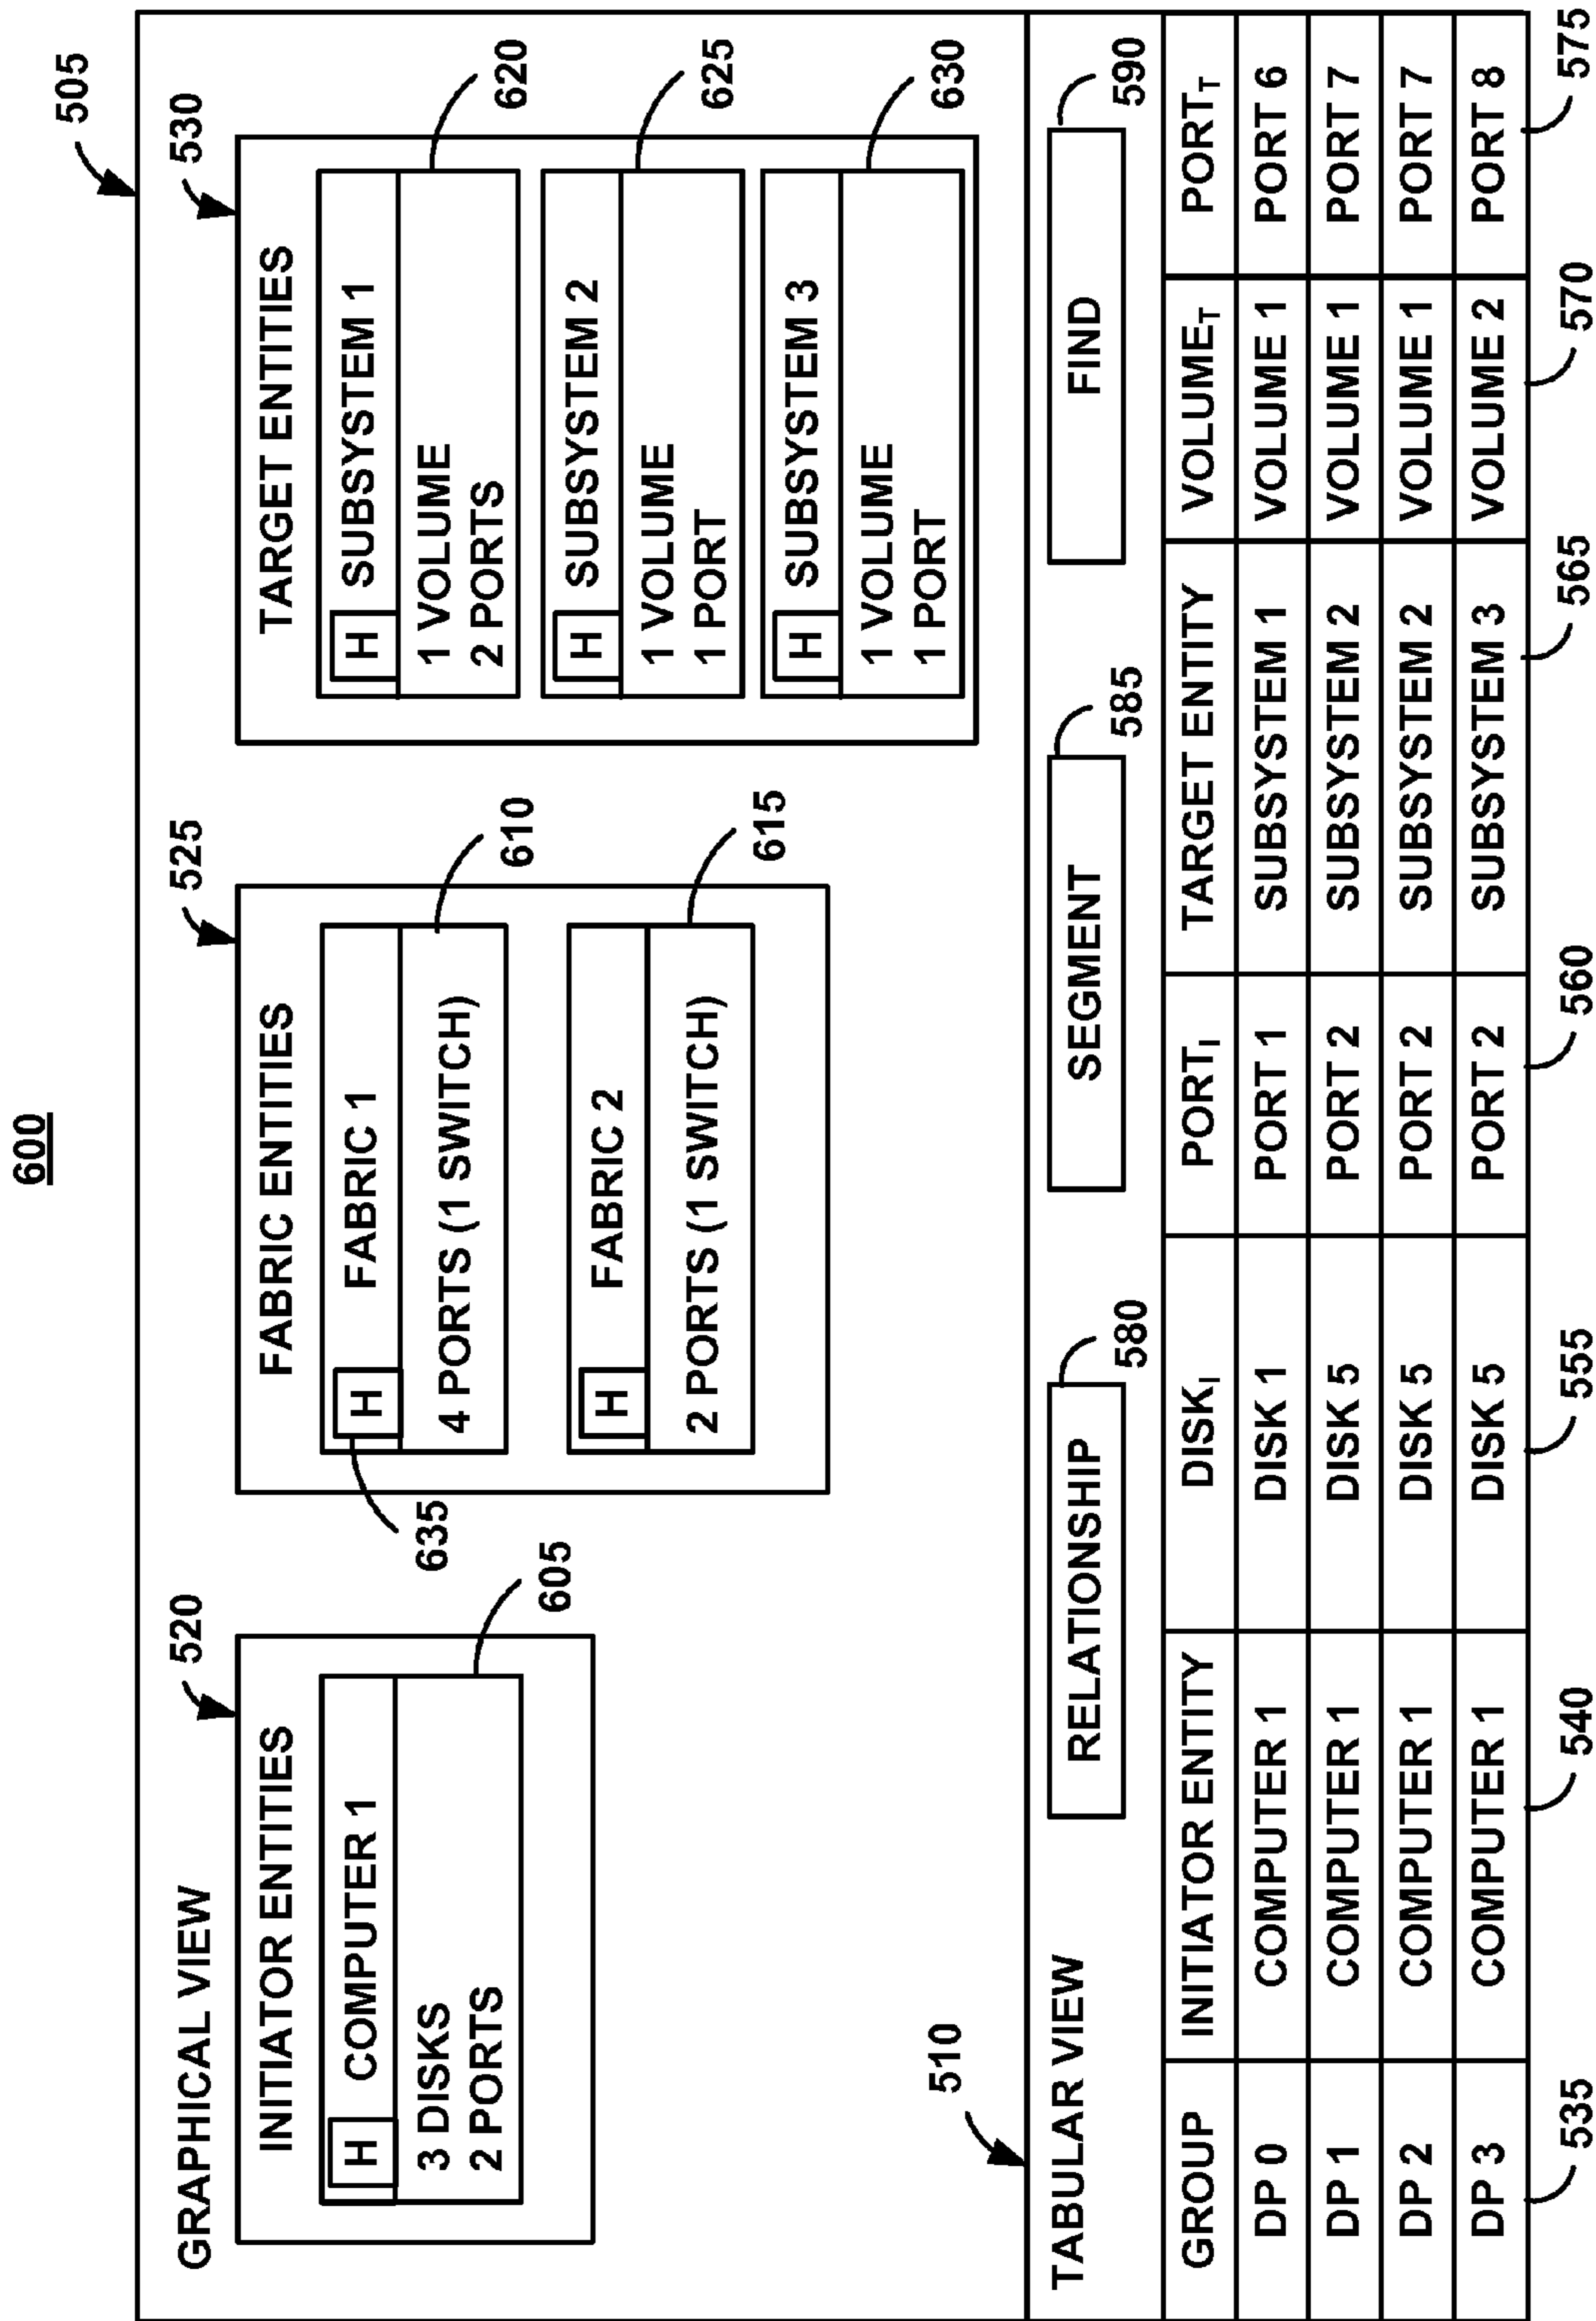 600
505
GRAPHICAL VIEW
520
INITIATOR ENTITIES
H COMPUTER 1
3 DISKS
2 PORTS
605
525
FABRIC ENTITIES
635
H FABRIC 1
4 PORTS (1 SWITCH)
610
H FABRIC 2
2 PORTS (1 SWITCH)
615
530
TARGET ENTITIES
H SUBSYSTEM 1
1 VOLUME
2 PORTS
620
H SUBSYSTEM 2
1 VOLUME
1 PORT
625
H SUBSYSTEM 3
1 VOLUME
1 PORT
630
510
TABULAR VIEW
RELATIONSHIP
580
SEGMENT
585
FIND
590
GROUP INITIATOR ENTITY DISKI PORTI TARGET ENTITY VOLUMET PORTT
DP 0 COMPUTER 1 DISK 1 PORT 1 SUBSYSTEM 1 VOLUME 1 PORT 6
DP 1 COMPUTER 1 DISK 5 PORT 2 SUBSYSTEM 2 VOLUME 1 PORT 7
DP 2 COMPUTER 1 DISK 5 PORT 2 SUBSYSTEM 2 VOLUME 1 PORT 7
DP 3 COMPUTER 1 DISK 5 PORT 2 SUBSYSTEM 3 VOLUME 2 PORT 8
535 540 555 560 565 570 575